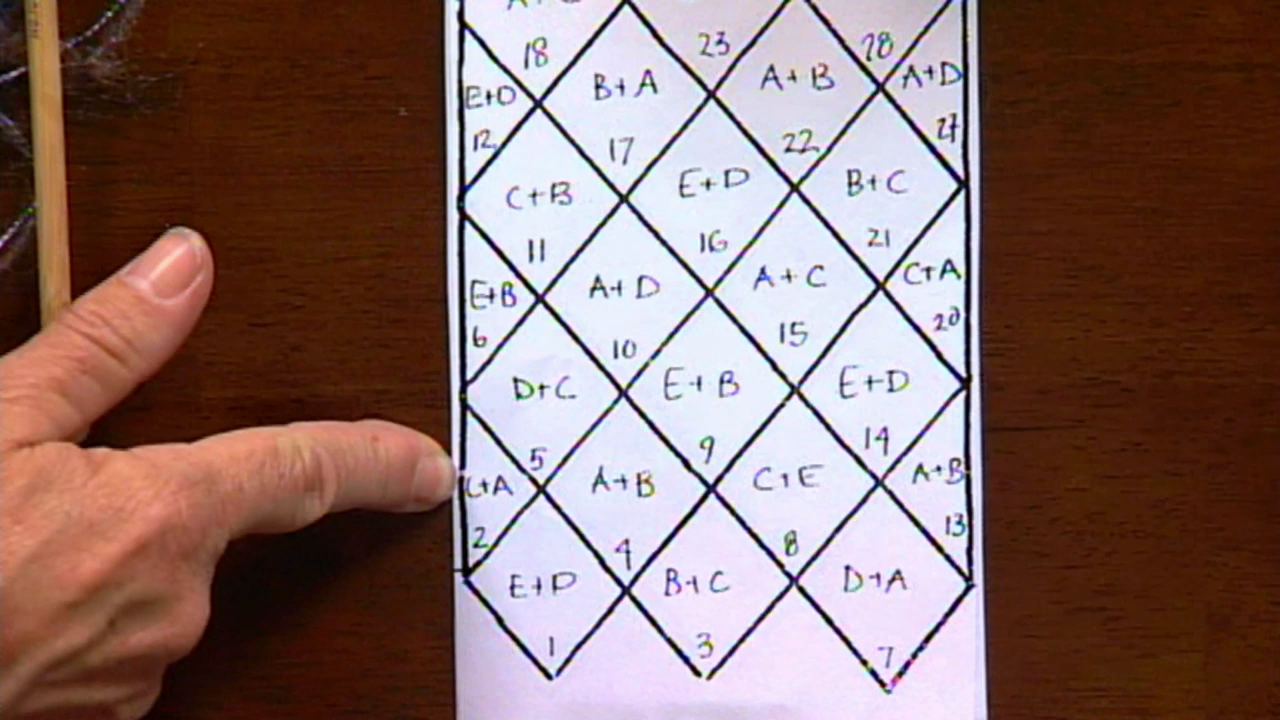 18 23 28
E+D B+A A+B A+D
12 17 22 27
C+B E+D B+C
11 16 21
E+B A+D A+C C+A
6 10 15 20
D+C E+B E+D
5 9 14
C+A A+B C+E A+B
2 4 8 13
E+D B+C D+A
1 3 7